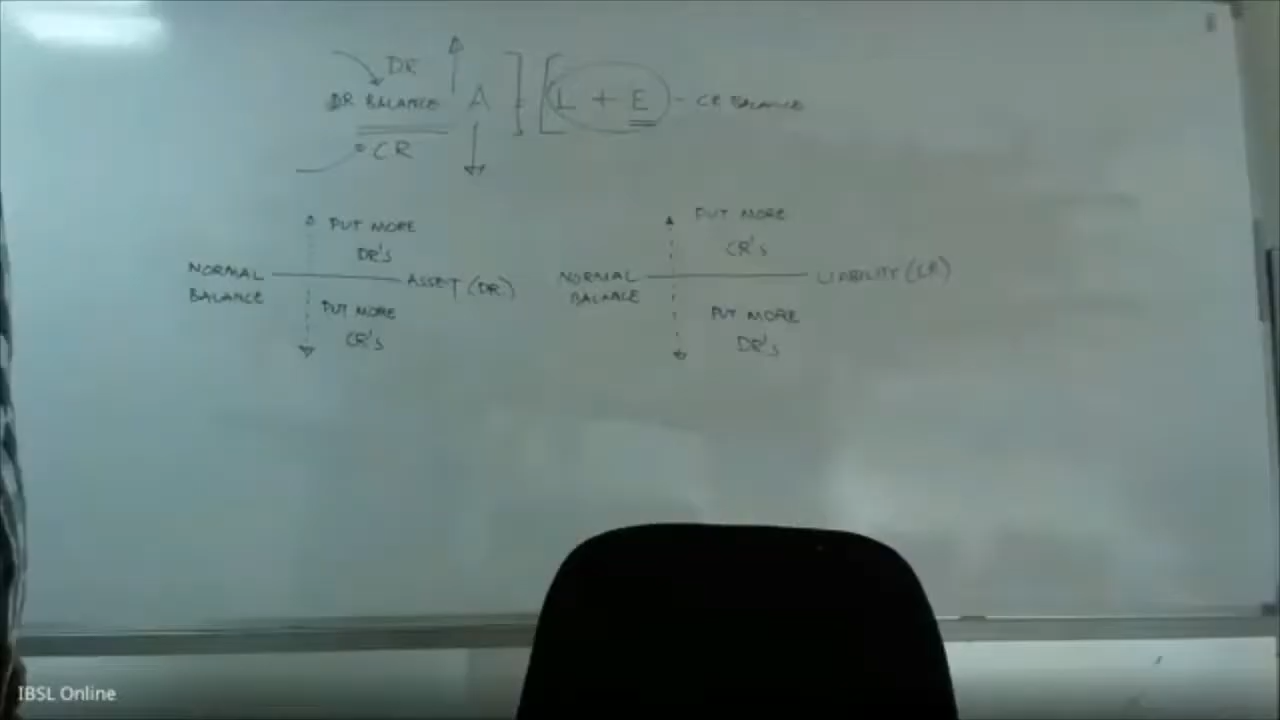 DR
DR BALANCE A ] = [ L + E - CR BALANCE
CR
PUT MORE
DR'S
NORMAL
BALANCE
ASSET (DR)
PUT MORE
CR'S
PUT MORE
CR'S
NORMAL
BALANCE
LIABILITY (CR)
PUT MORE
DR'S
IBSL Online